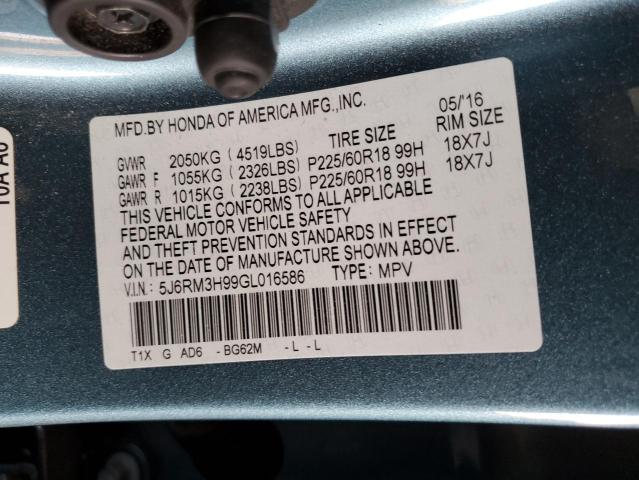 MFD.BY HONDA OF AMERICA MFG.,INC. 05/'16
TIRE SIZE RIM SIZE
GVWR 2050KG ( 4519LBS)
GAWR F 1055KG ( 2326LBS) P225/60R18 99H 18X7J
GAWR R 1015KG ( 2238LBS) P225/60R18 99H 18X7J
THIS VEHICLE CONFORMS TO ALL APPLICABLE
FEDERAL MOTOR VEHICLE SAFETY
AND THEFT PREVENTION STANDARDS IN EFFECT
ON THE DATE OF MANUFACTURE SHOWN ABOVE.
V.I.N.: 5J6RM3H99GL016586 TYPE: MPV
T1X G AD6 -BG62M -L -L